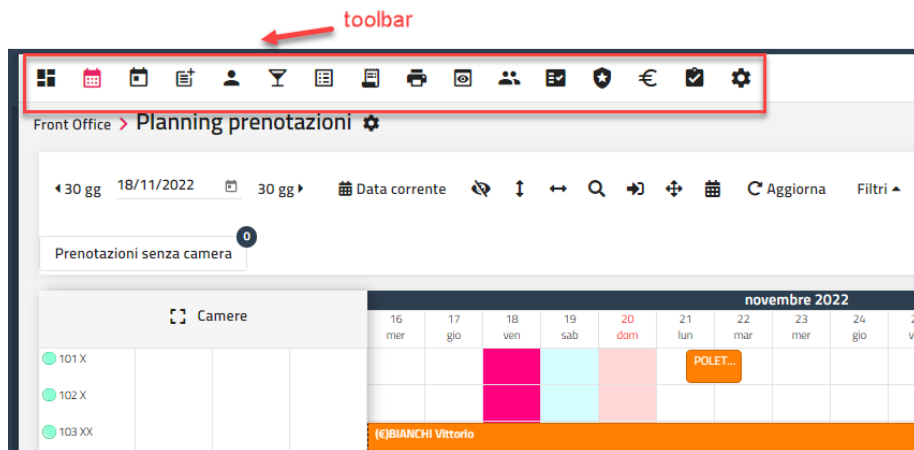 toolbar
Front Office > Planning prenotazioni
30 gg 18/11/2022 30 gg Data corrente Aggiorna Filtri
Prenotazioni senza camera 0
Camere
novembre 2022
16 17 18 19 20 21 22 23 24
mer gio ven sab dom lun mar mer gio
101 X
POLET...
102 X
103 XX
(€)BIANCHI Vittorio